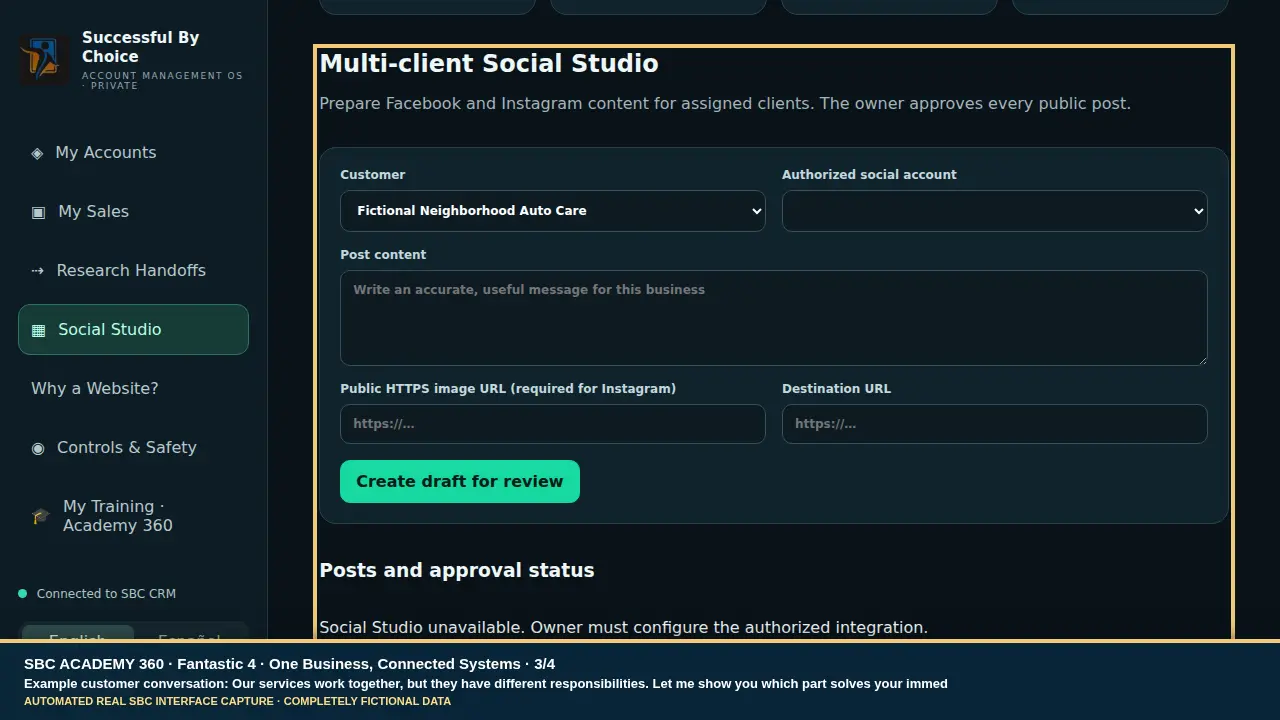 Successful By
Choice
ACCOUNT MANAGEMENT OS
· PRIVATE
My Accounts
My Sales
Research Handoffs
Social Studio
Why a Website?
Controls & Safety
My Training ·
Academy 360
Connected to SBC CRM
English Español
Multi-client Social Studio
Prepare Facebook and Instagram content for assigned clients. The owner approves every public post.
Customer
Authorized social account
Fictional Neighborhood Auto Care
Post content
Write an accurate, useful message for this business
Public HTTPS image URL (required for Instagram)
Destination URL
https://...
https://...
Create draft for review
Posts and approval status
Social Studio unavailable. Owner must configure the authorized integration.
SBC ACADEMY 360 · Fantastic 4 · One Business, Connected Systems · 3/4
Example customer conversation: Our services work together, but they have different responsibilities. Let me show you which part solves your immed
AUTOMATED REAL SBC INTERFACE CAPTURE · COMPLETELY FICTIONAL DATA